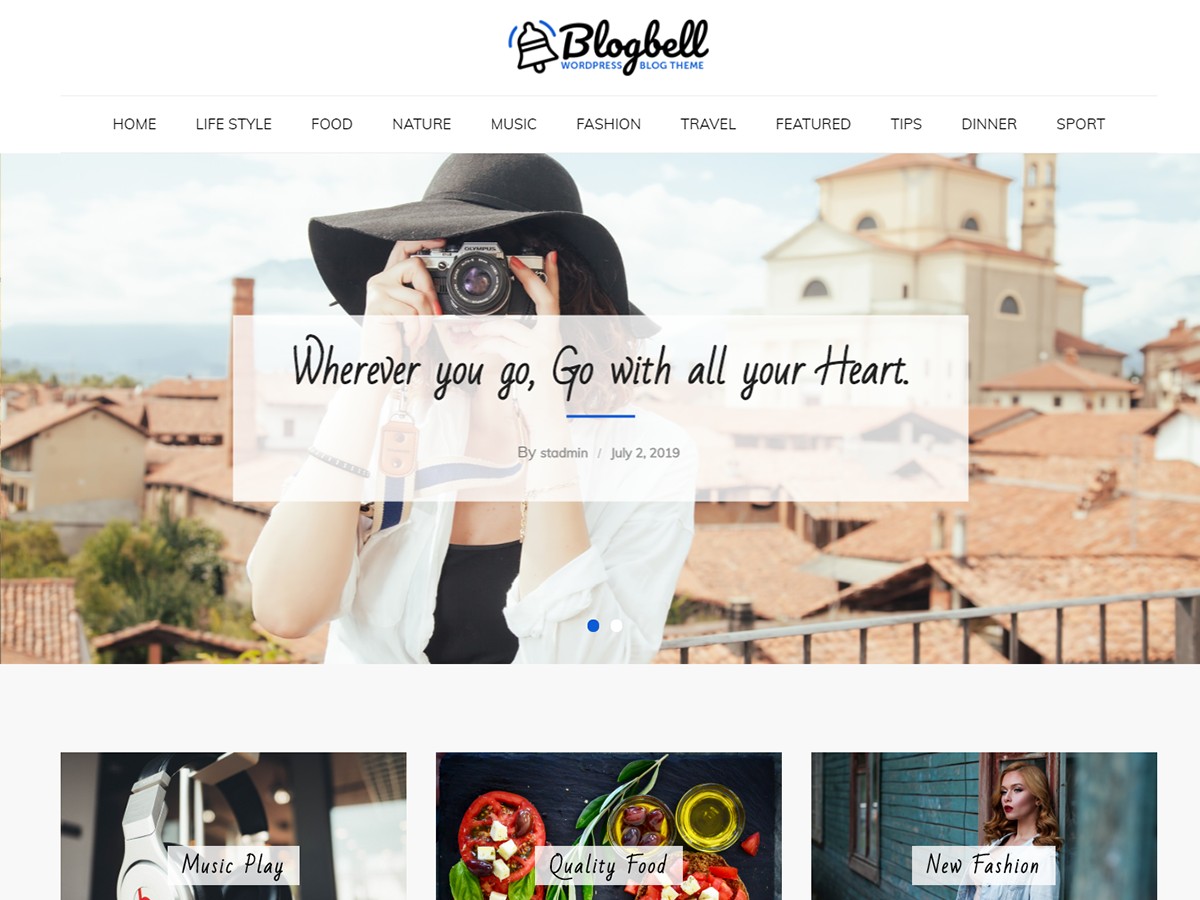 Blogbell
WORDPRESS BLOG THEME
HOME LIFE STYLE FOOD NATURE MUSIC FASHION TRAVEL FEATURED TIPS DINNER SPORT
OLYMPUS
Wherever you go, Go with all your Heart.
By stadmin / July 2, 2019
Music Play Quality Food New Fashion